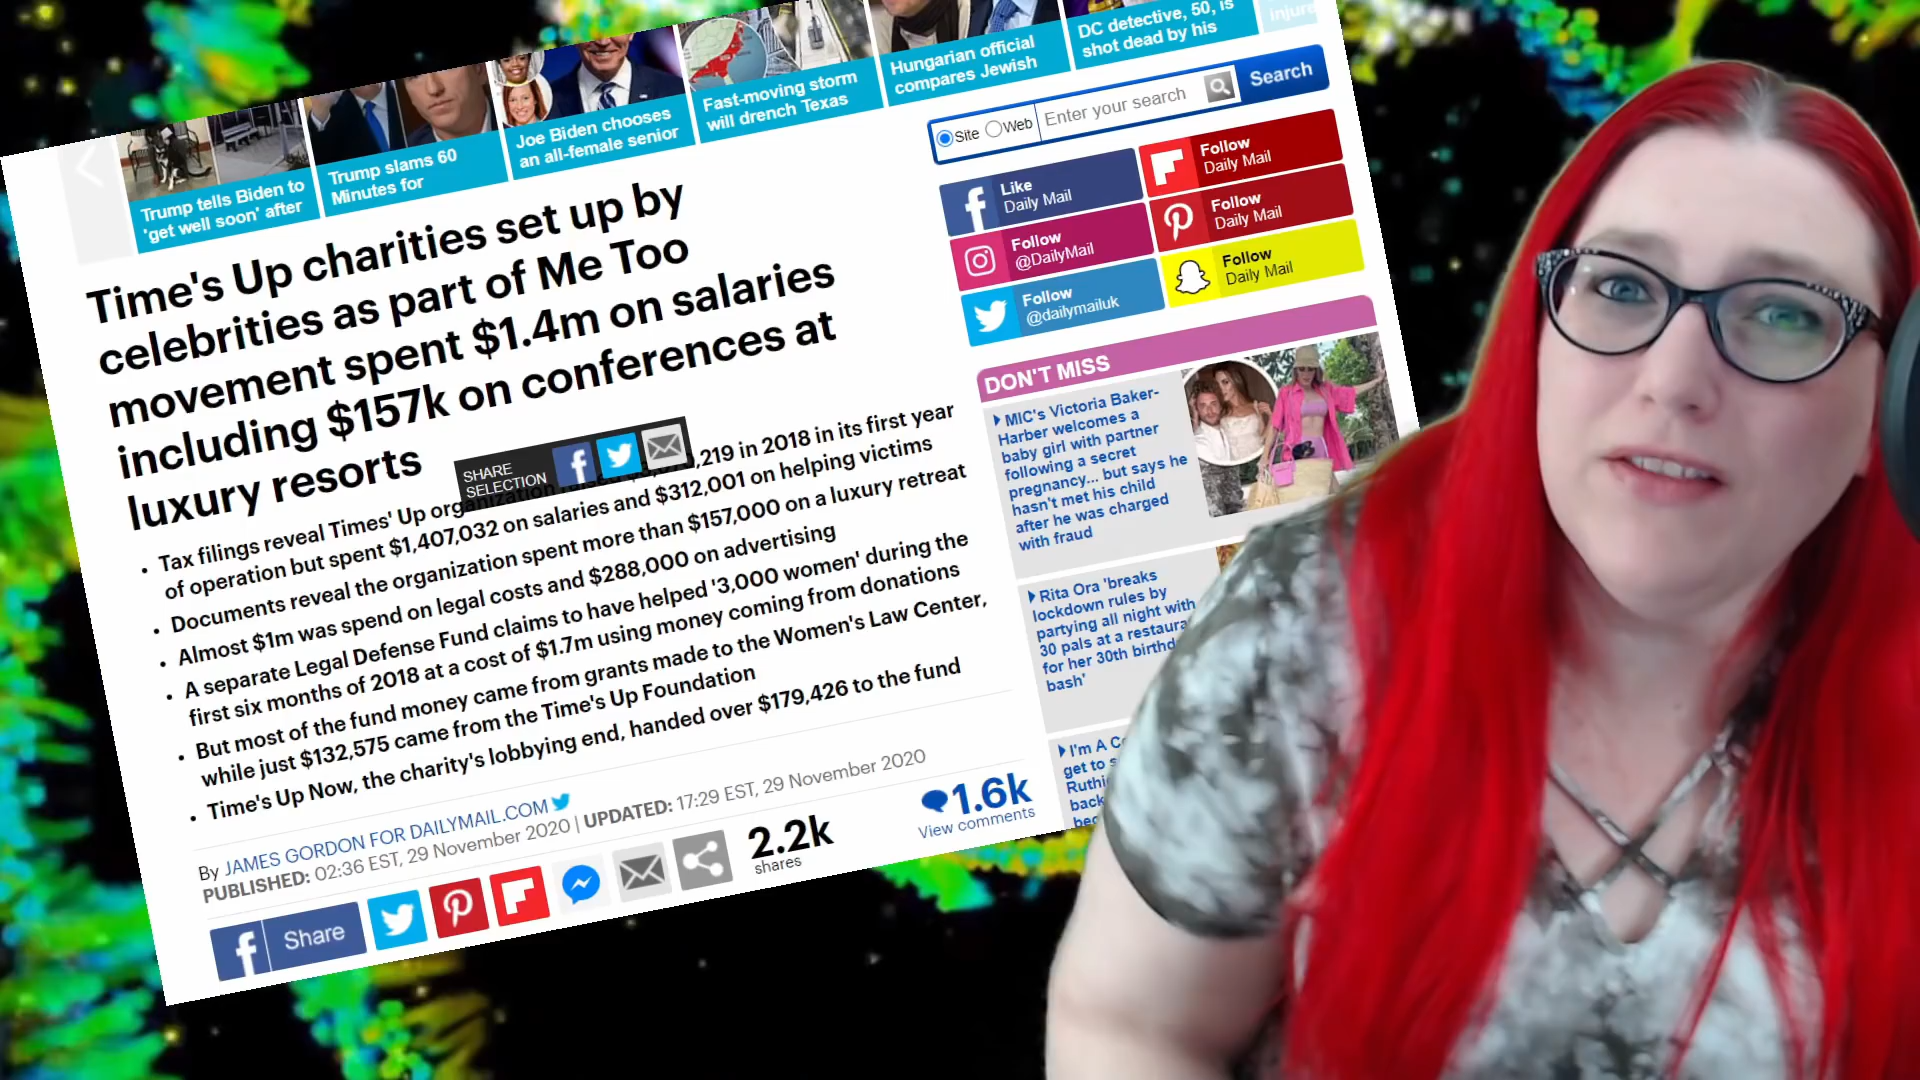 Trump tells Biden to
'get well soon' after
Trump slams 60
Minutes for
Joe Biden chooses
an all-female senior
Fast-moving storm
will drench Texas
Hungarian official
compares Jewish
DC detective, 50, is
shot dead by his
injure
Site Web Enter your search Search
Like
Daily Mail
Follow
Daily Mail
Follow
@DailyMail
Follow
Daily Mail
Follow
@dailymailuk
Follow
Daily Mail
Time's Up charities set up by
celebrities as part of Me Too
movement spent $1.4m on salaries
including $157k on conferences at
luxury resorts
SHARE
SELECTION
Tax filings reveal Times' Up organization raised ,219 in 2018 in its first year
of operation but spent $1,407,032 on salaries and $312,001 on helping victims
Documents reveal the organization spent more than $157,000 on a luxury retreat
Almost $1m was spend on legal costs and $288,000 on advertising
A separate Legal Defense Fund claims to have helped '3,000 women' during the
first six months of 2018 at a cost of $1.7m using money coming from donations
But most of the fund money came from grants made to the Women's Law Center,
while just $132,575 came from the Time's Up Foundation
Time's Up Now, the charity's lobbying end, handed over $179,426 to the fund
By JAMES GORDON FOR DAILYMAIL.COM
PUBLISHED: 02:36 EST, 29 November 2020 | UPDATED: 17:29 EST, 29 November 2020
Share
2.2k
shares
1.6k
View comments
DON'T MISS
MIC's Victoria Baker-
Harber welcomes a
baby girl with partner
following a secret
pregnancy... but says he
hasn't met his child
after he was charged
with fraud
Rita Ora 'breaks
lockdown rules by
partying all night with
30 pals at a restaura
for her 30th birthd
bash'
I'm A C
get to s
Ruthi
back
bec